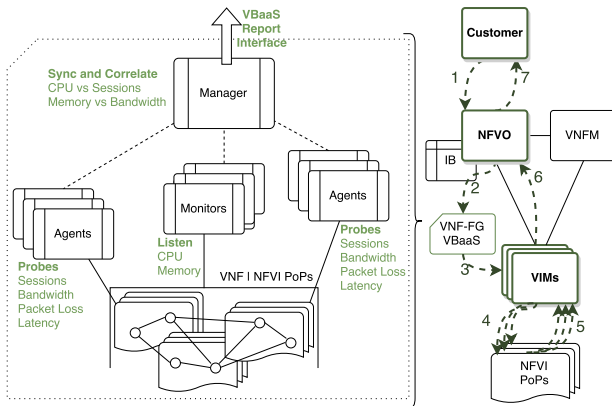 VBaaS
Report
Interface
Sync and Correlate
CPU vs Sessions
Memory vs Bandwidth
Manager
Agents
Monitors
Agents
Probes
Sessions
Bandwidth
Packet Loss
Latency
Listen
CPU
Memory
Probes
Sessions
Bandwidth
Packet Loss
Latency
VNF | NFVI PoPs
Customer
1
7
NFVO
VNFM
IB
2
6
VNF-FG
VBaaS
3
VIMs
4
5
NFVI
PoPs